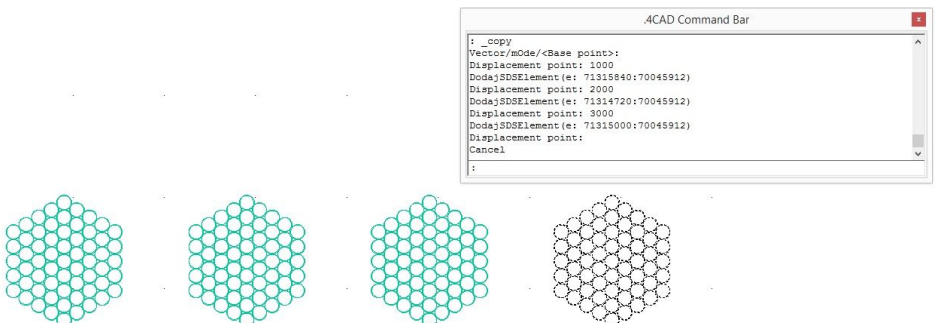 .4CAD Command Bar
x
: _copy
Vector/mOde/<Base point>:
Displacement point: 1000
DodajSDSElement(e: 71315840:70045912)
Displacement point: 2000
DodajSDSElement(e: 71314720:70045912)
Displacement point: 3000
DodajSDSElement(e: 71315000:70045912)
Displacement point:
Cancel
: